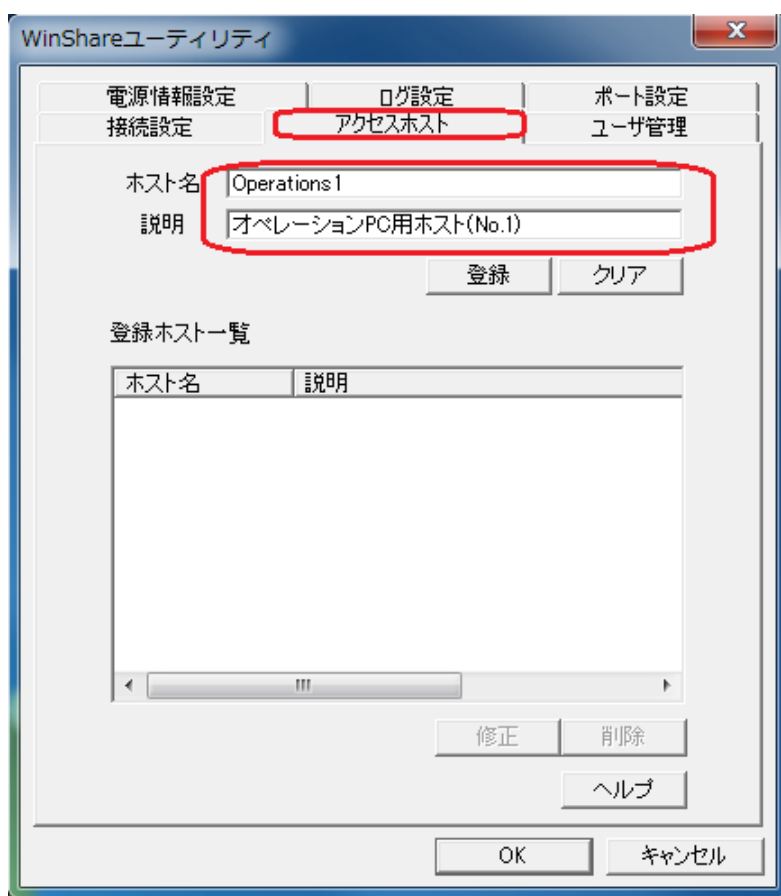 WinShareユーティリティ
電源情報設定 ログ設定 ポート設定
接続設定 アクセスホスト ユーザ管理
ホスト名 Operations1
説明 オペレーションPC用ホスト(No.1)
登録 クリア
登録ホスト一覧
ホスト名 説明
修正 削除
ヘルプ
OK キャンセル